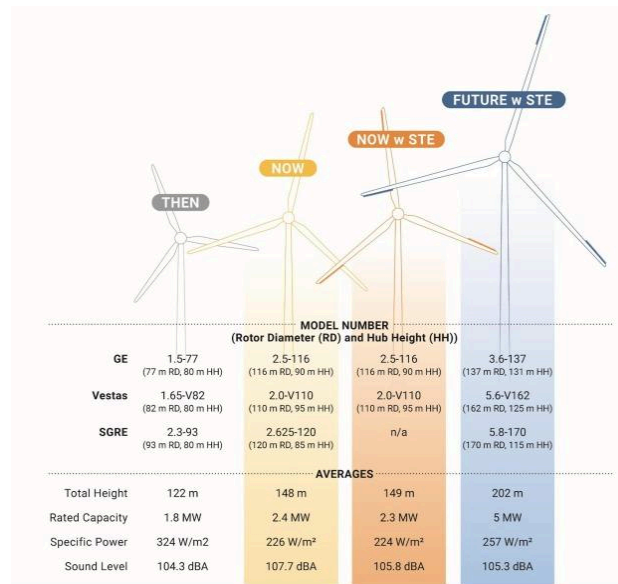 FUTURE w STE
NOW w STE
NOW
THEN
MODEL NUMBER
(Rotor Diameter (RD) and Hub Height (HH))
GE 1.5-77 2.5-116 2.5-116 3.6-137
(77 m RD, 80 m HH) (116 m RD, 90 m HH) (116 m RD, 90 m HH) (137 m RD, 131 m HH)
Vestas 1.65-V82 2.0-V110 2.0-V110 5.6-V162
(82 m RD, 80 m HH) (110 m RD, 95 m HH) (110 m RD, 95 m HH) (162 m RD, 125 m HH)
SGRE 2.3-93 2.625-120 n/a 5.8-170
(93 m RD, 80 m HH) (120 m RD, 85 m HH) (170 m RD, 115 m HH)
AVERAGES
Total Height 122 m 148 m 149 m 202 m
Rated Capacity 1.8 MW 2.4 MW 2.3 MW 5 MW
Specific Power 324 W/m2 226 W/m² 224 W/m² 257 W/m²
Sound Level 104.3 dBA 107.7 dBA 105.8 dBA 105.3 dBA